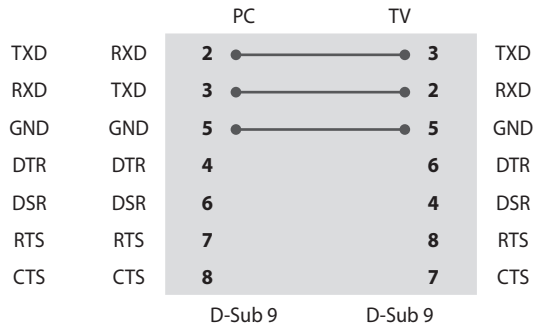 PC TV
TXD RXD 2 3 TXD
RXD TXD 3 2 RXD
GND GND 5 5 GND
DTR DTR 4 6 DTR
DSR DSR 6 4 DSR
RTS RTS 7 8 RTS
CTS CTS 8 7 CTS
D-Sub 9 D-Sub 9